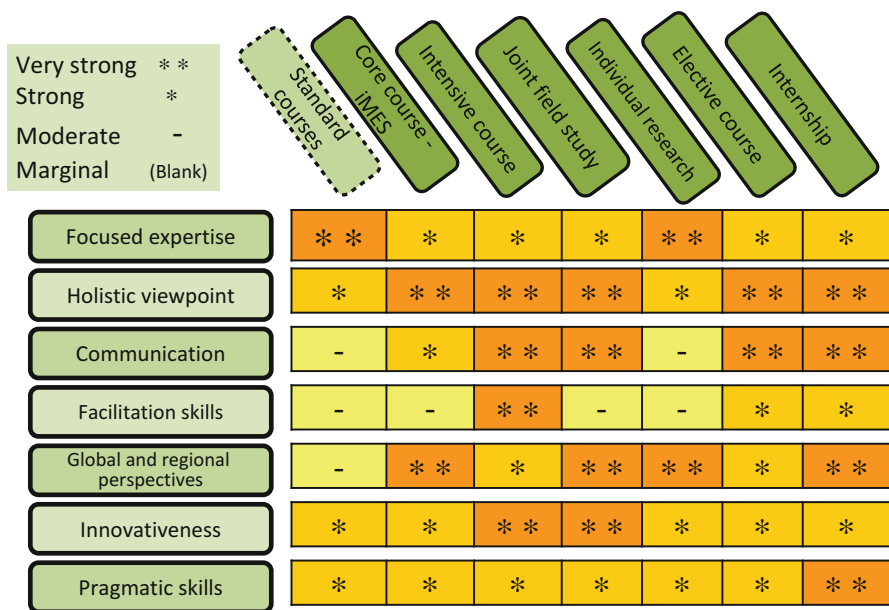 Very strong **
Strong *
Moderate -
Marginal (Blank)
Standard
courses
Core course -
iMES
Intensive course
Joint field study
Individual research
Elective course
Internship
Focused expertise ** * * * ** * *
Holistic viewpoint * ** ** ** * ** **
Communication - * ** ** - ** **
Facilitation skills - - ** - - * *
Global and regional
perspectives - ** * ** ** * **
Innovativeness * * ** ** * * *
Pragmatic skills * * * * * * **